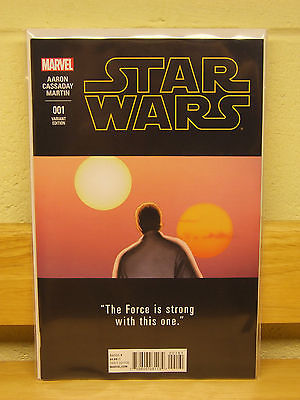 MARVEL
AARON
CASSADAY
MARTIN
001
VARIANT
EDITION
STAR
WARS
"The Force is strong
with this one."